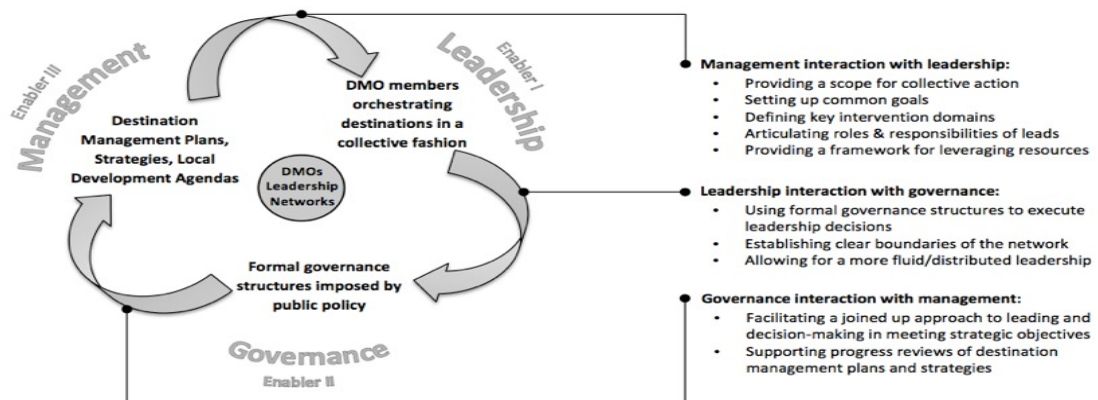 Enabler III
Management
Leadership
Enabler I
Destination
Management Plans,
Strategies, Local
Development Agendas
DMO members
orchestrating
destinations in a
collective fashion
DMOs
Leadership
Networks
Formal governance
structures imposed by
public policy
Governance
Enabler II
Management interaction with leadership:
• Providing a scope for collective action
• Setting up common goals
• Defining key intervention domains
• Articulating roles & responsibilities of leads
• Providing a framework for leveraging resources
Leadership interaction with governance:
• Using formal governance structures to execute
leadership decisions
• Establishing clear boundaries of the network
• Allowing for a more fluid/distributed leadership
Governance interaction with management:
• Facilitating a joined up approach to leading and
decision-making in meeting strategic objectives
• Supporting progress reviews of destination
management plans and strategies